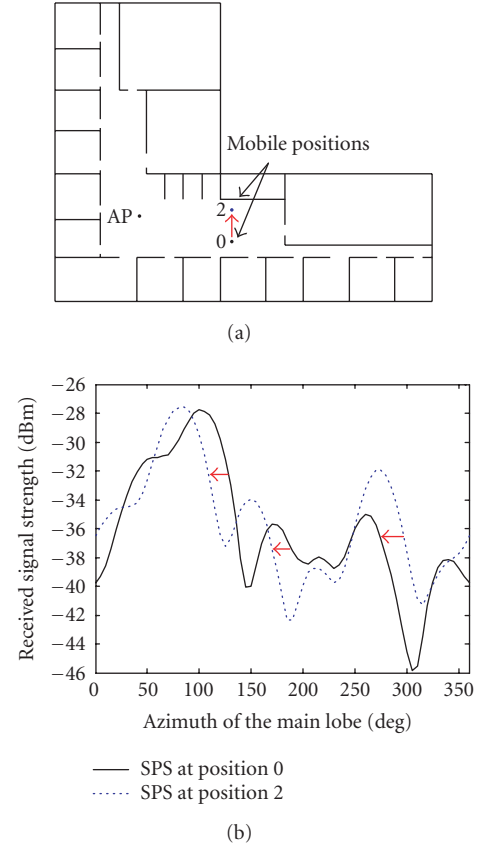 Mobile positions
AP
2
0
(a)
−26
−28
−30
−32
−34
−36
−38
−40
−42
−44
−46
Received signal strength (dBm)
0 50 100 150 200 250 300 350
Azimuth of the main lobe (deg)
SPS at position 0
SPS at position 2
(b)